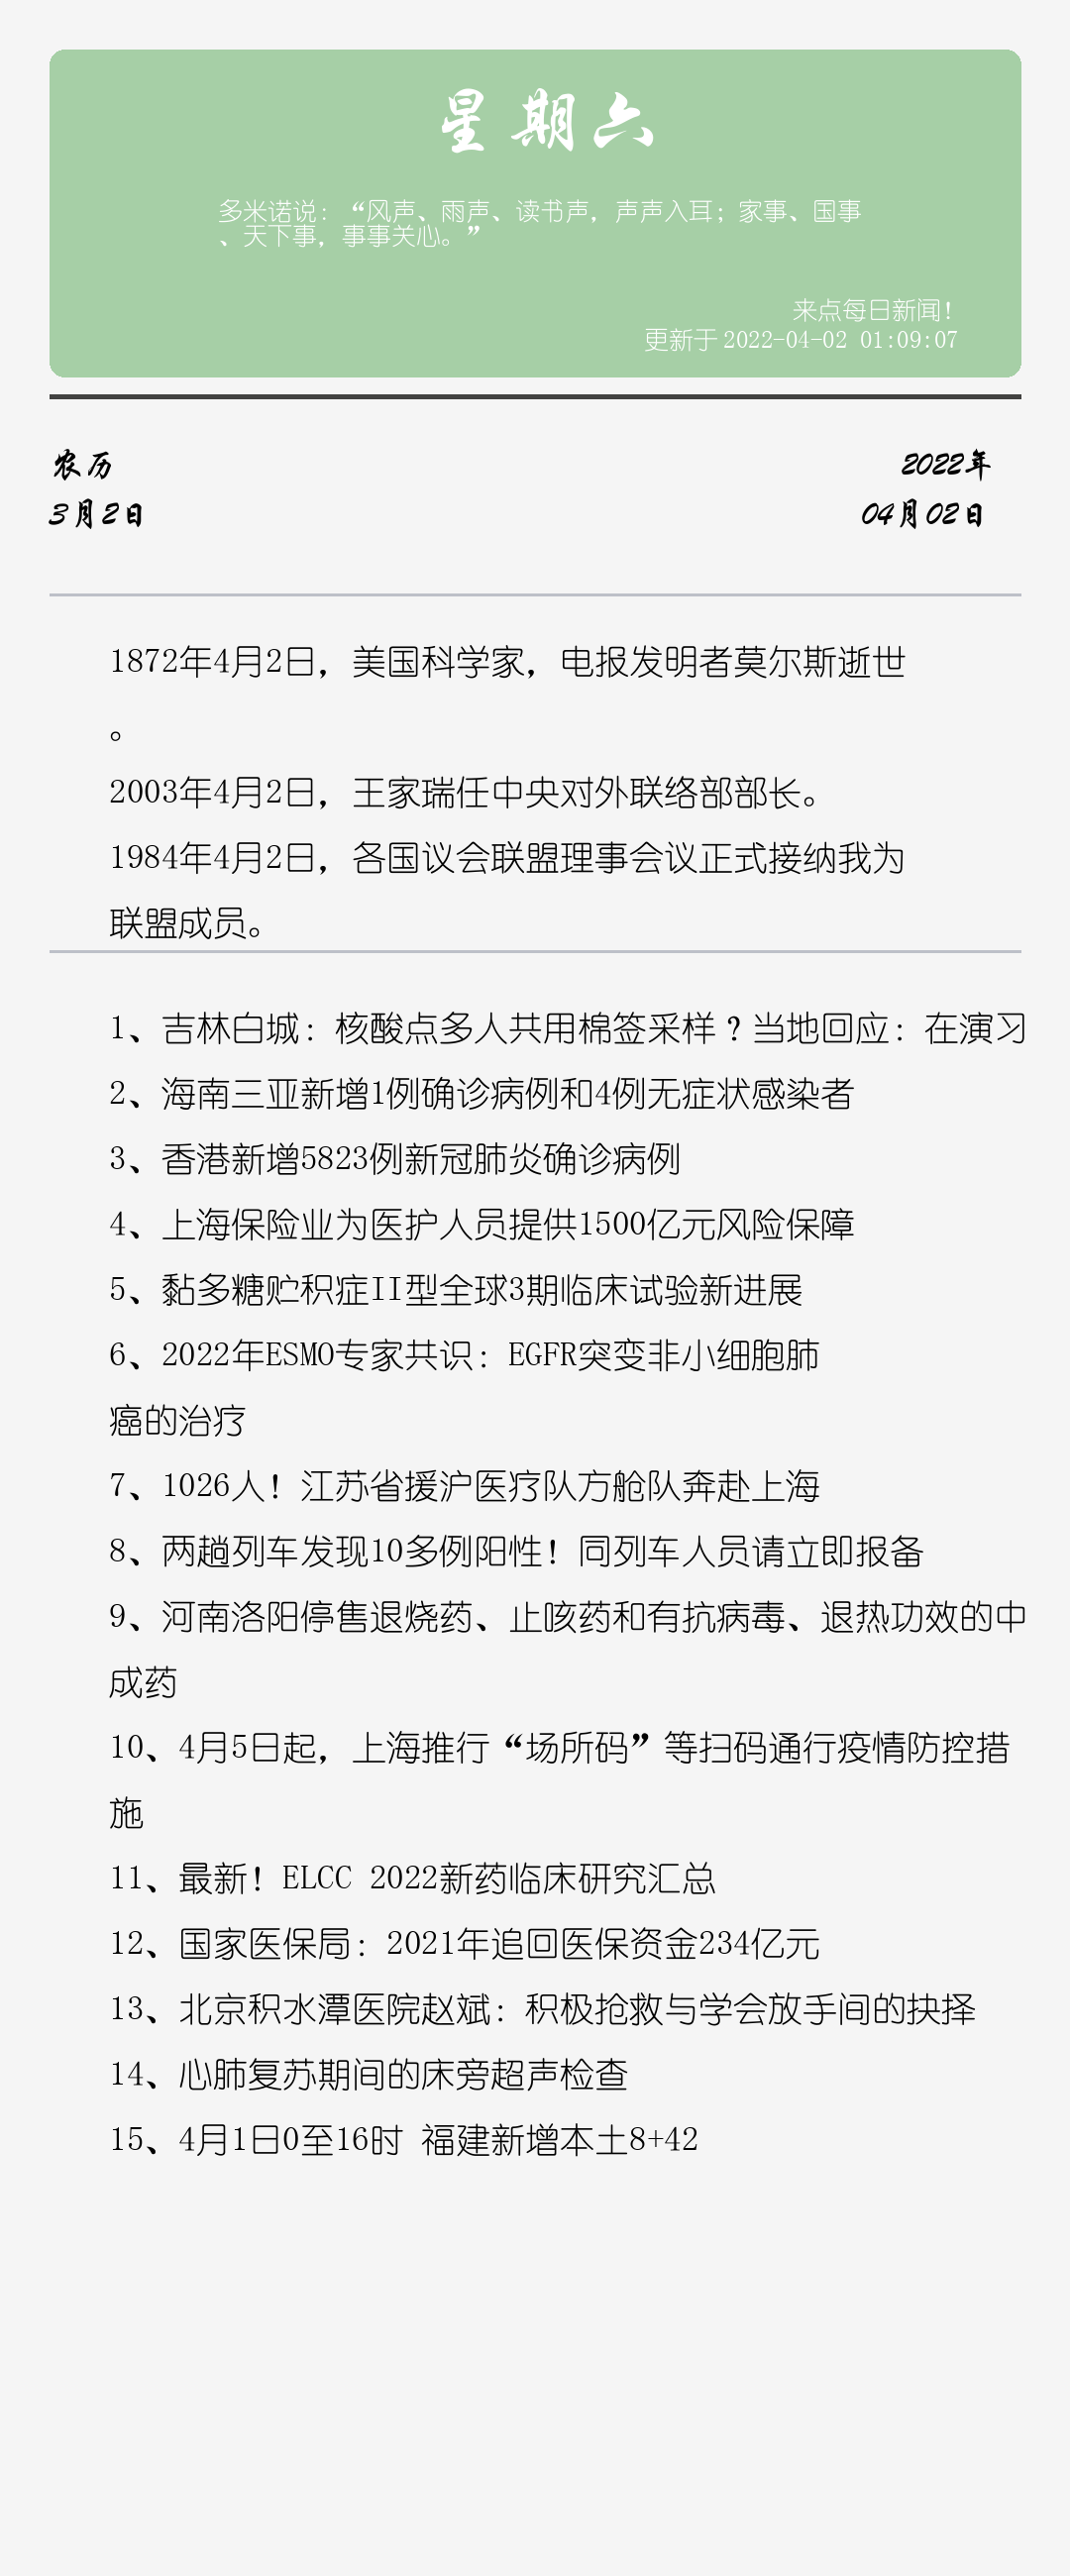 星期六
多米诺说：“风声、雨声、读书声，声声入耳；家事、国事
、天下事，事事关心。”
来点每日新闻！
更新于2022-04-02 01:09:07
农历
2022年
3月2日
04月02日
1872年4月2日，美国科学家，电报发明者莫尔斯逝世
。
2003年4月2日，王家瑞任中央对外联络部部长。
1984年4月2日，各国议会联盟理事会议正式接纳我为
联盟成员。
1、吉林白城：核酸点多人共用棉签采样？当地回应：在演习
2、海南三亚新增1例确诊病例和4例无症状感染者
3、香港新增5823例新冠肺炎确诊病例
4、上海保险业为医护人员提供1500亿元风险保障
5、黏多糖贮积症II型全球3期临床试验新进展
6、2022年ESMO专家共识：EGFR突变非小细胞肺
癌的治疗
7、1026人！江苏省援沪医疗队方舱队奔赴上海
8、两趟列车发现10多例阳性！同列车人员请立即报备
9、河南洛阳停售退烧药、止咳药和有抗病毒、退热功效的中
成药
10、4月5日起，上海推行“场所码”等扫码通行疫情防控措
施
11、最新！ELCC 2022新药临床研究汇总
12、国家医保局：2021年追回医保资金234亿元
13、北京积水潭医院赵斌：积极抢救与学会放手间的抉择
14、心肺复苏期间的床旁超声检查
15、4月1日0至16时 福建新增本土8+42